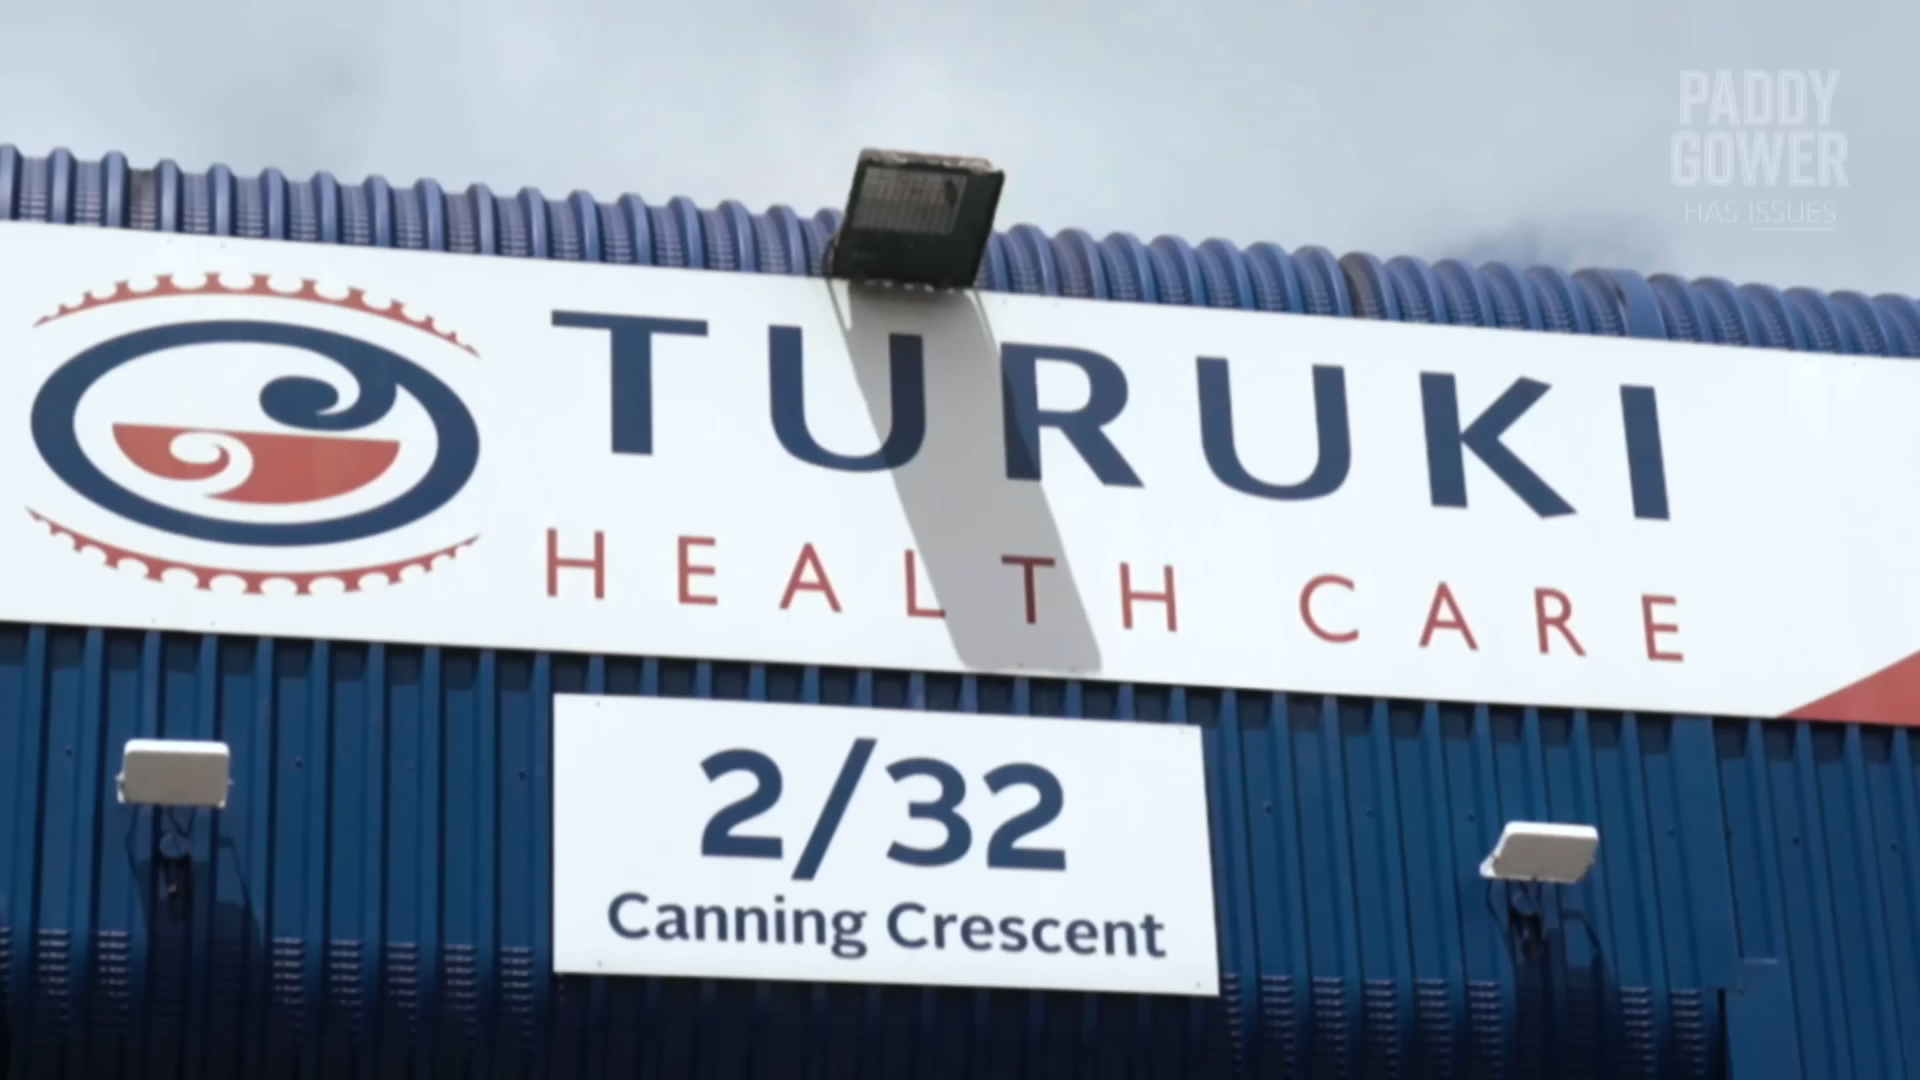 PADDY
GOWER
HAS ISSUES
TURUKI
HEALTH CARE
2/32
Canning Crescent